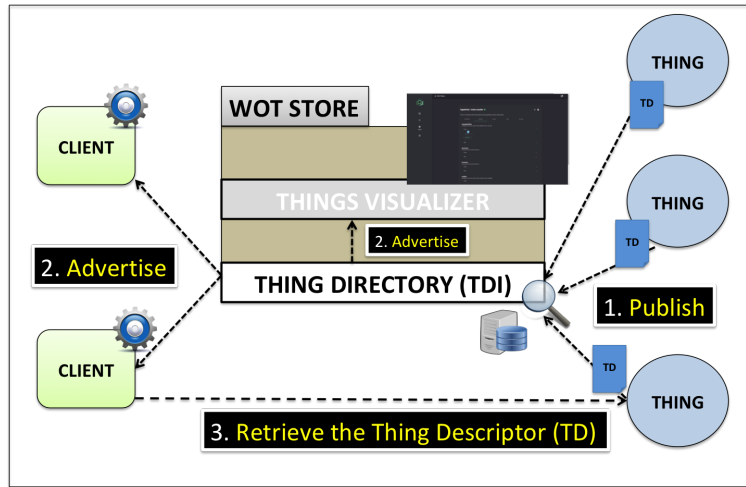 THING
TD
WOT STORE
CLIENT
THINGS VISUALIZER
THING
TD
2. Advertise
2. Advertise
THING DIRECTORY (TDI)
1. Publish
CLIENT
TD
THING
3. Retrieve the Thing Descriptor (TD)